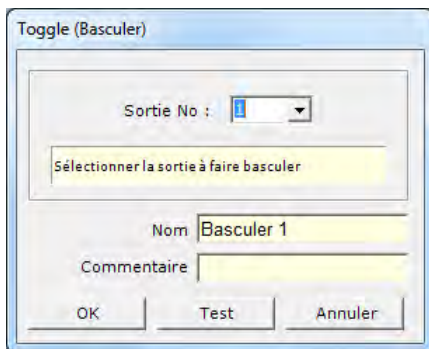 Toggle (Basculer)
Sortie No : 1
Sélectionner la sortie à faire basculer
Nom Basculer 1
Commentaire
OK Test Annuler